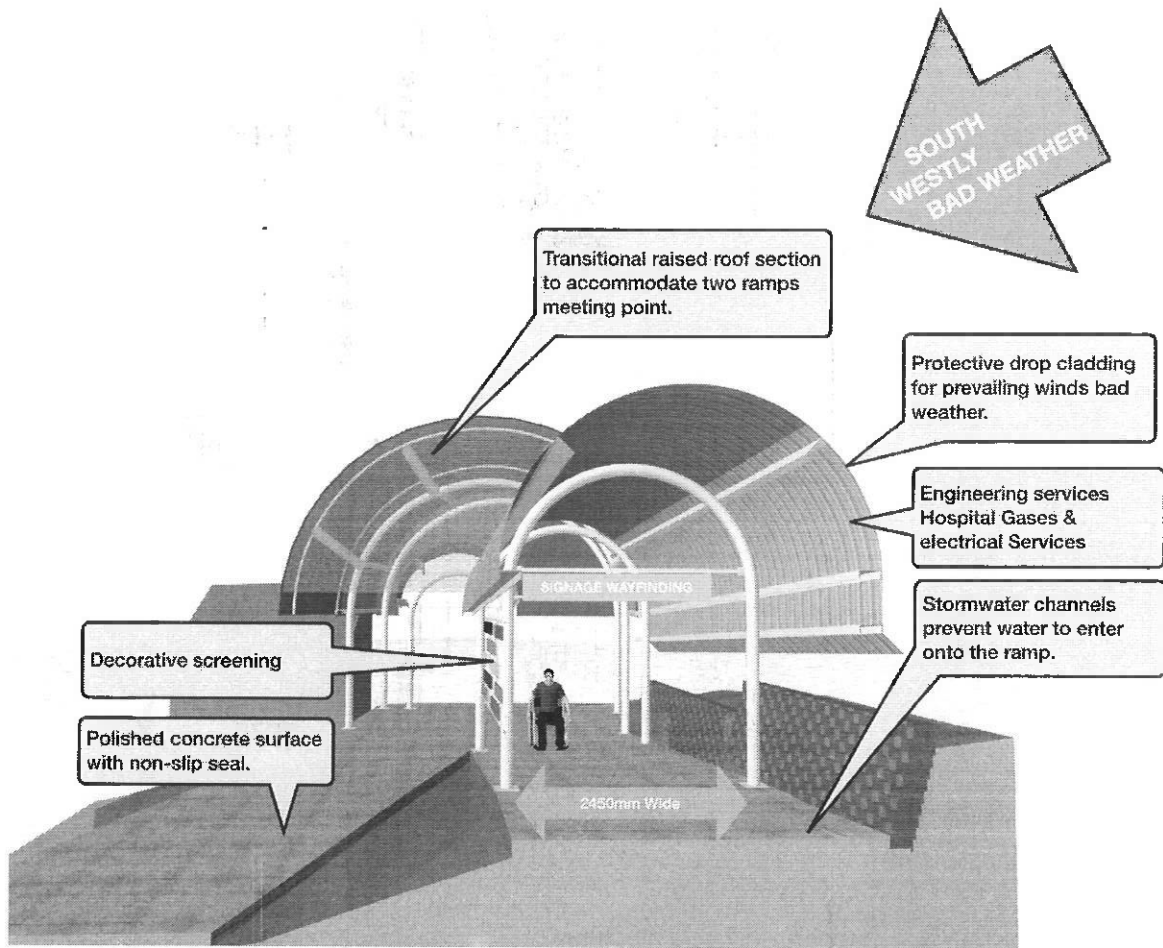 SOUTH
WESTLY
BAD WEATHER
Transitional raised roof section
to accommodate two ramps
meeting point.
Protective drop cladding
for prevailing winds bad
weather.
Engineering services
Hospital Gases &
electrical Services
SIGNAGE WAYFINDING
Stormwater channels
prevent water to enter
onto the ramp.
Decorative screening
Polished concrete surface
with non-slip seal.
2450mm Wide